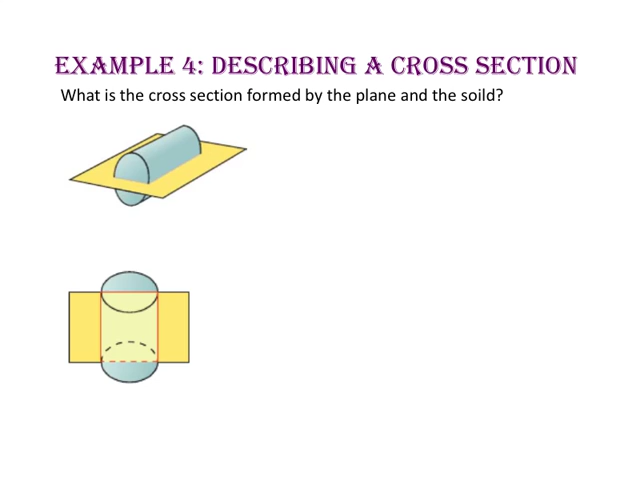 EXAMPLE 4: DESCRIBING A CROSS SECTION
What is the cross section formed by the plane and the soild?